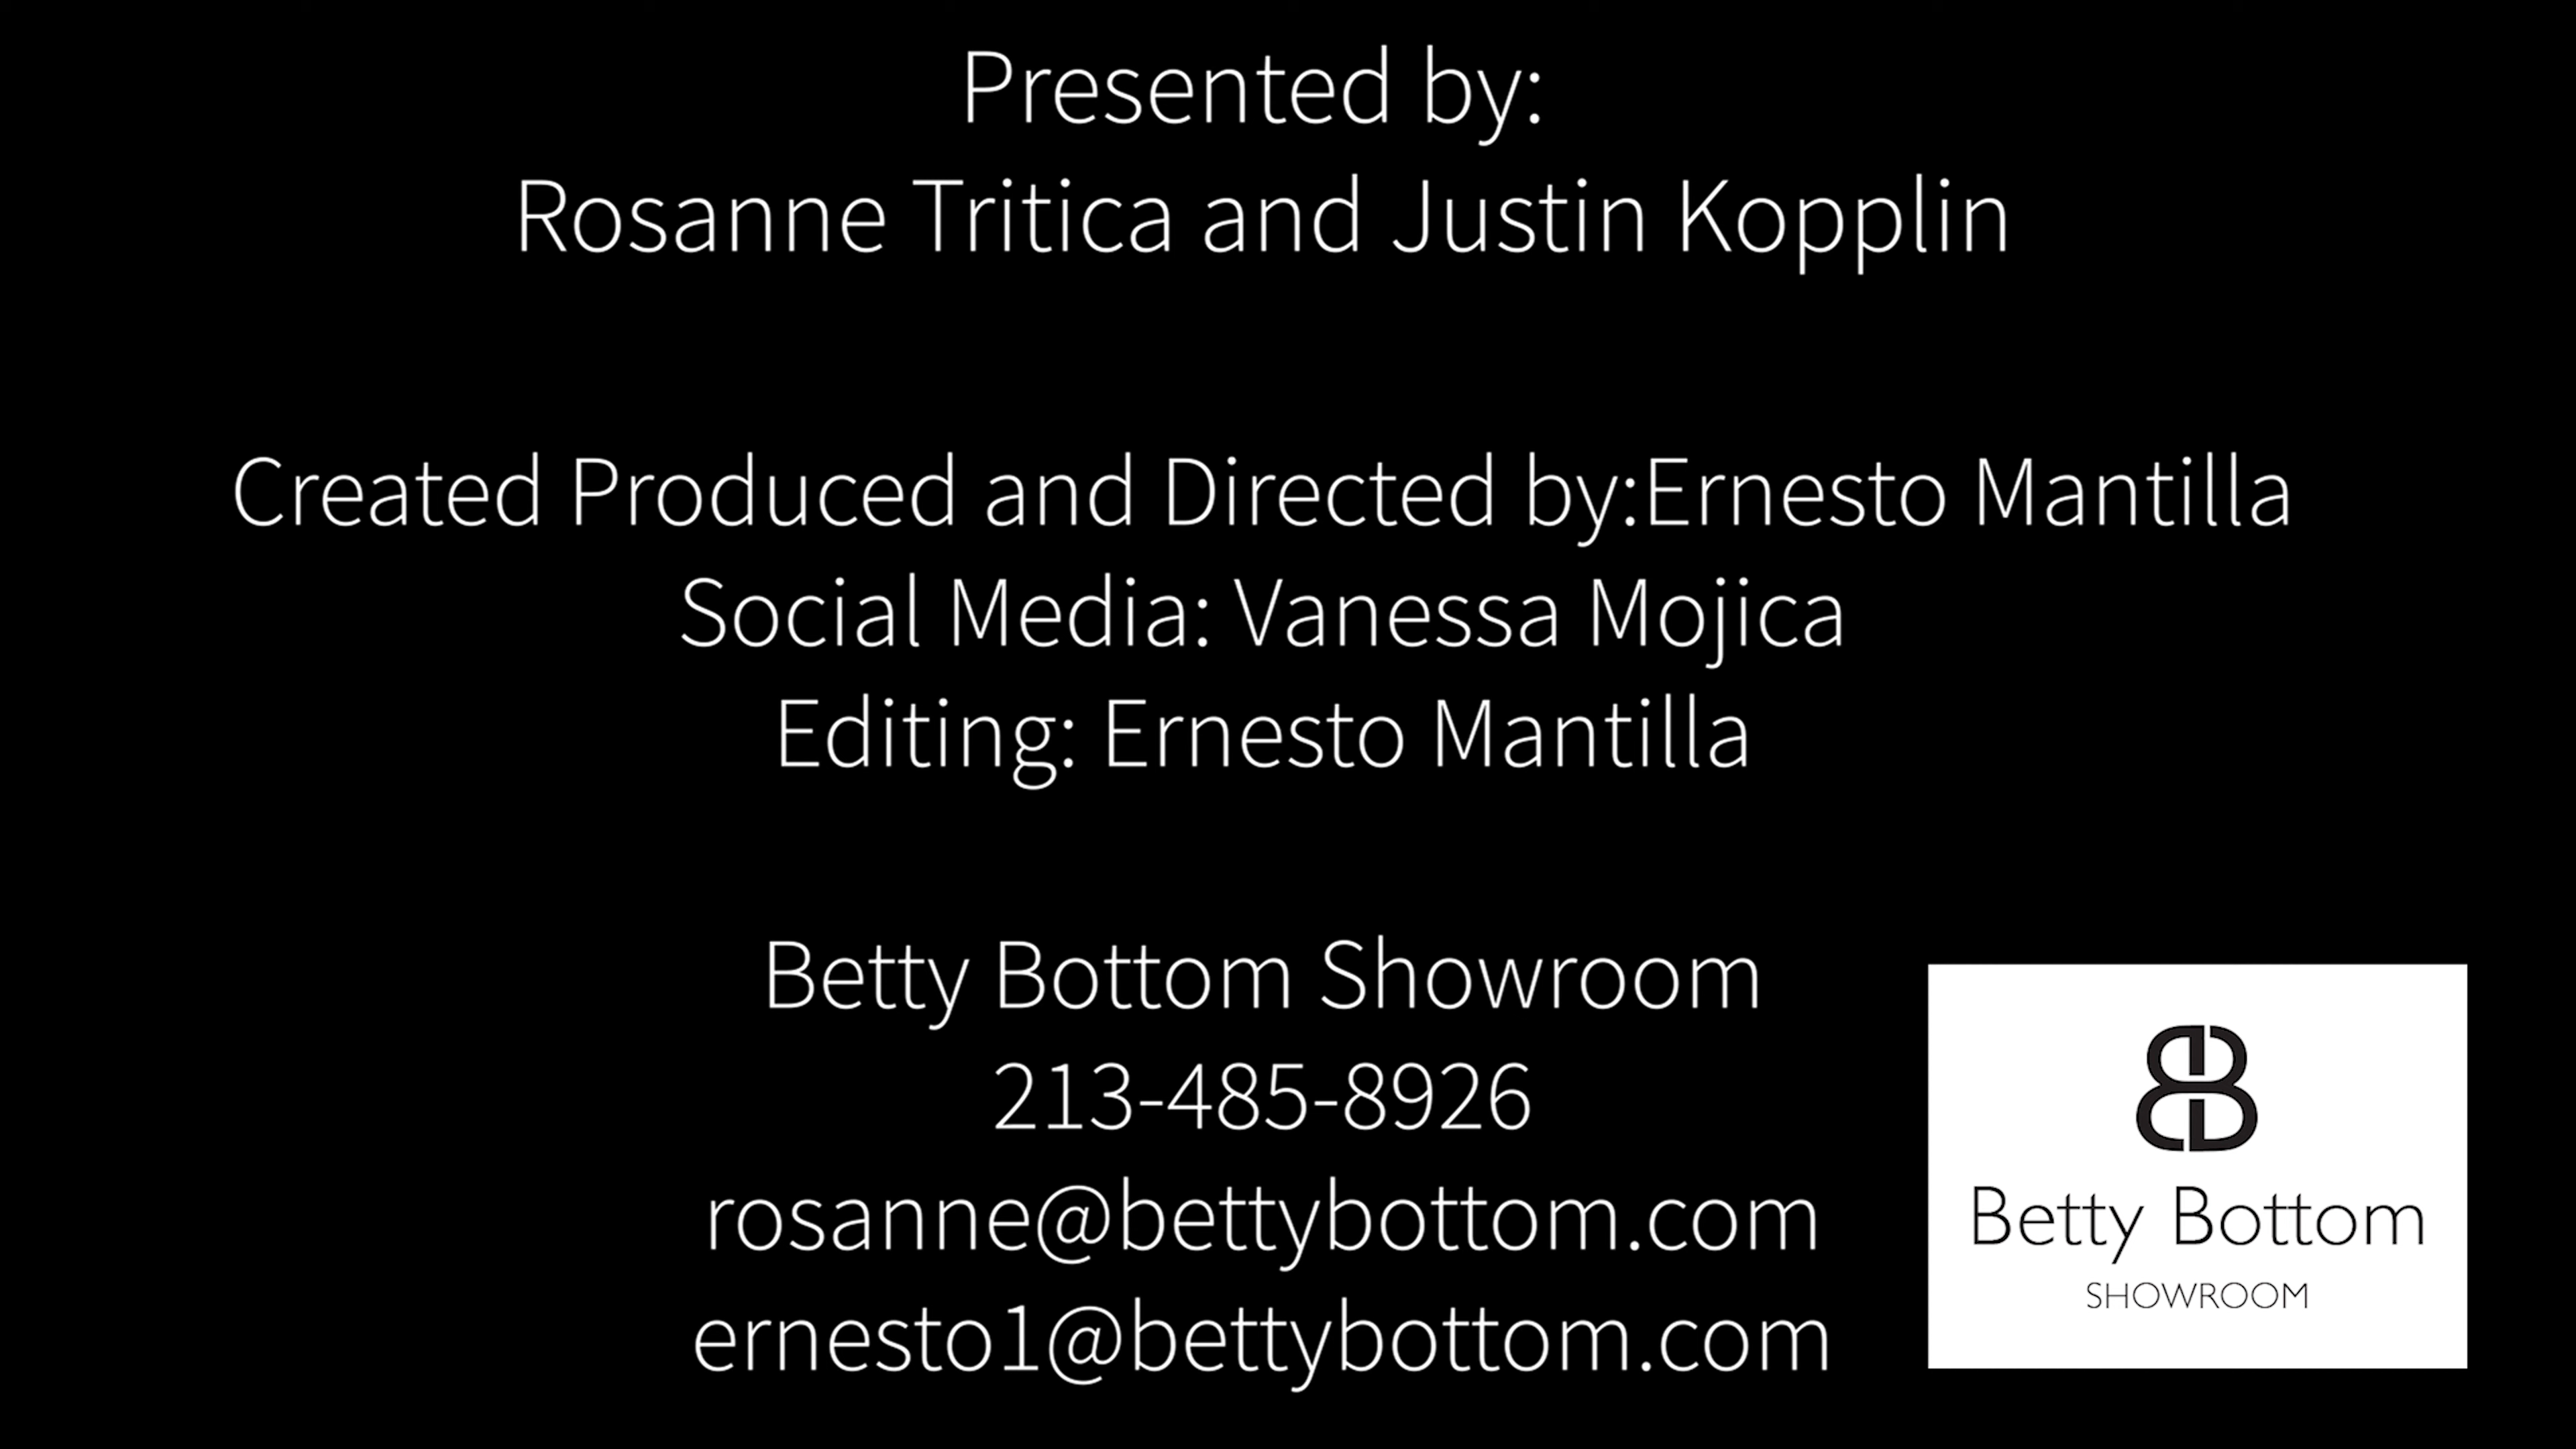 Presented by:
Rosanne Tritica and Justin Kopplin
Created Produced and Directed by:Ernesto Mantilla
Social Media: Vanessa Mojica
Editing: Ernesto Mantilla
Betty Bottom Showroom
213-485-8926
rosanne@bettybottom.com
ernesto1@bettybottom.com
BB
Betty Bottom
SHOWROOM